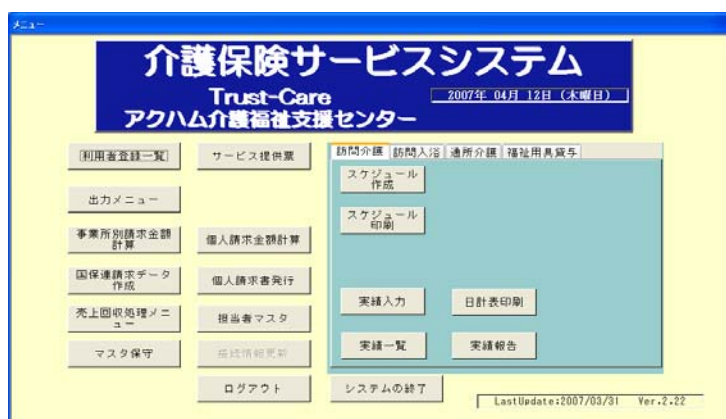 メニュー
介護保険サービスシステム
Trust-Care
2007年 04月 12日 (木曜日)
アクハム介護福祉支援センター
利用者登録一覧
サービス提供票
訪問介護 訪問入浴 通所介護 福祉用具貸与
スケジュール
作成
出力メニュー
スケジュール
印刷
事業所別請求金額
計算
個人請求金額計算
国保連請求データ
作成
個人請求書発行
実績入力
日計表印刷
売上回収処理メニ
ュー
担当者マスタ
マスタ保守
接続情報更新
実績一覧
実績報告
ログアウト
システムの終了
LastUpdate:2007/03/31 Ver.2.22